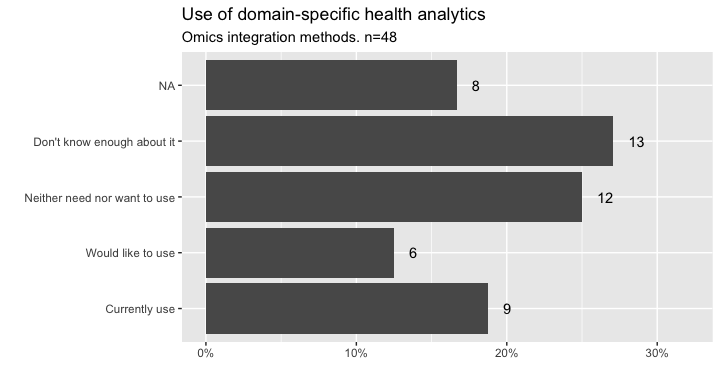 Use of domain-specific health analytics
Omics integration methods. n=48
NA
8
Don't know enough about it
13
Neither need nor want to use
12
Would like to use
6
Currently use
9
0%
10%
20%
30%